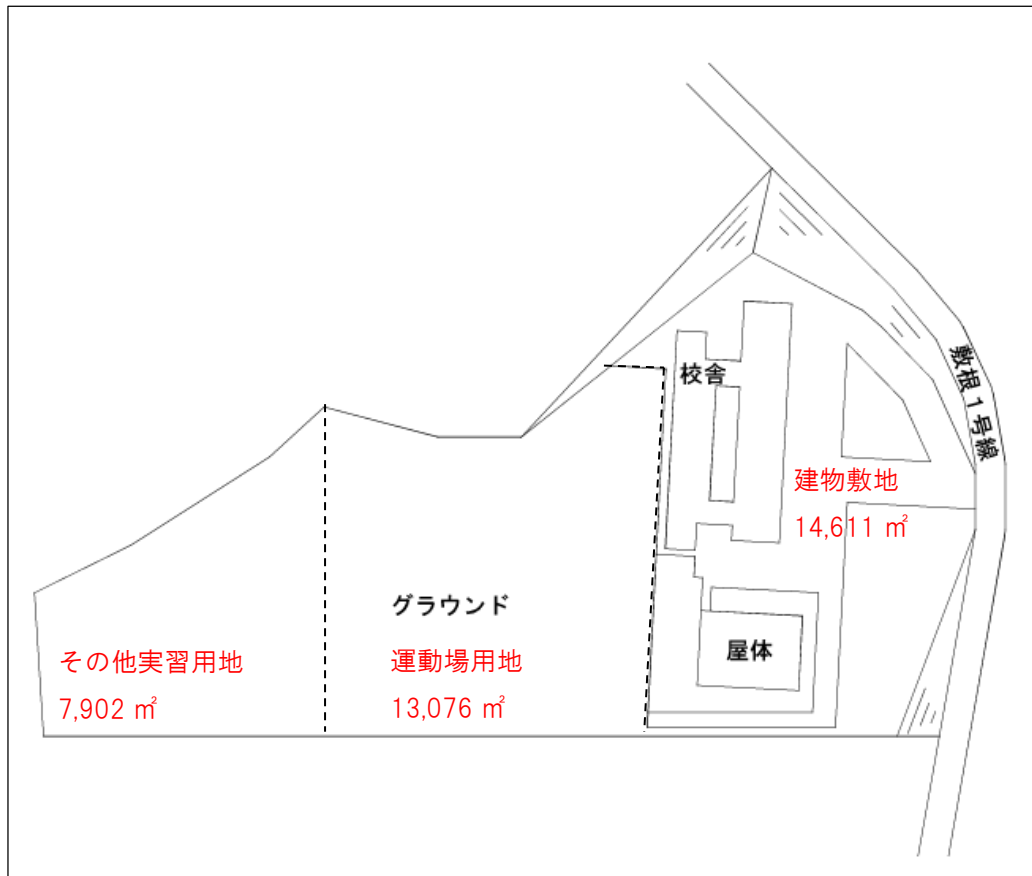 校舎
敷根1号線
建物敷地
14,611 ㎡
グラウンド
屋体
その他実習用地
7,902 ㎡
運動場用地
13,076 ㎡